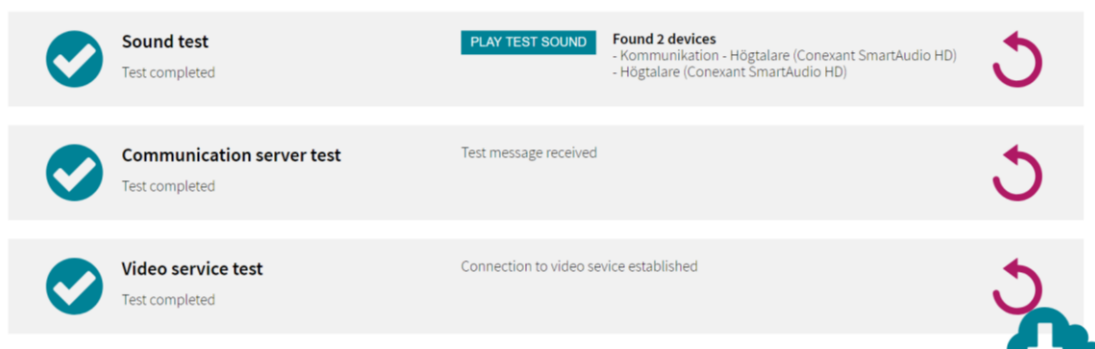 Sound test
Test completed
PLAY TEST SOUND
Found 2 devices
- Kommunikation - Högtalare (Conexant SmartAudio HD)
- Högtalare (Conexant SmartAudio HD)
Communication server test
Test completed
Test message received
Video service test
Test completed
Connection to video sevice established